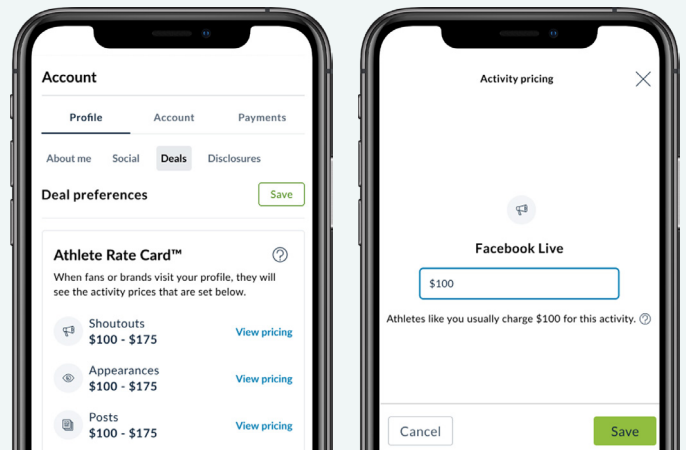 Account
Profile Account Payments
About me Social Deals Disclosures
Deal preferences Save
Athlete Rate Card™
When fans or brands visit your profile, they will
see the activity prices that are set below.
Shoutouts
$100 - $175 View pricing
Appearances
$100 - $175 View pricing
Posts
$100 - $175 View pricing
Activity pricing
Facebook Live
$100
Athletes like you usually charge $100 for this activity.
Cancel Save